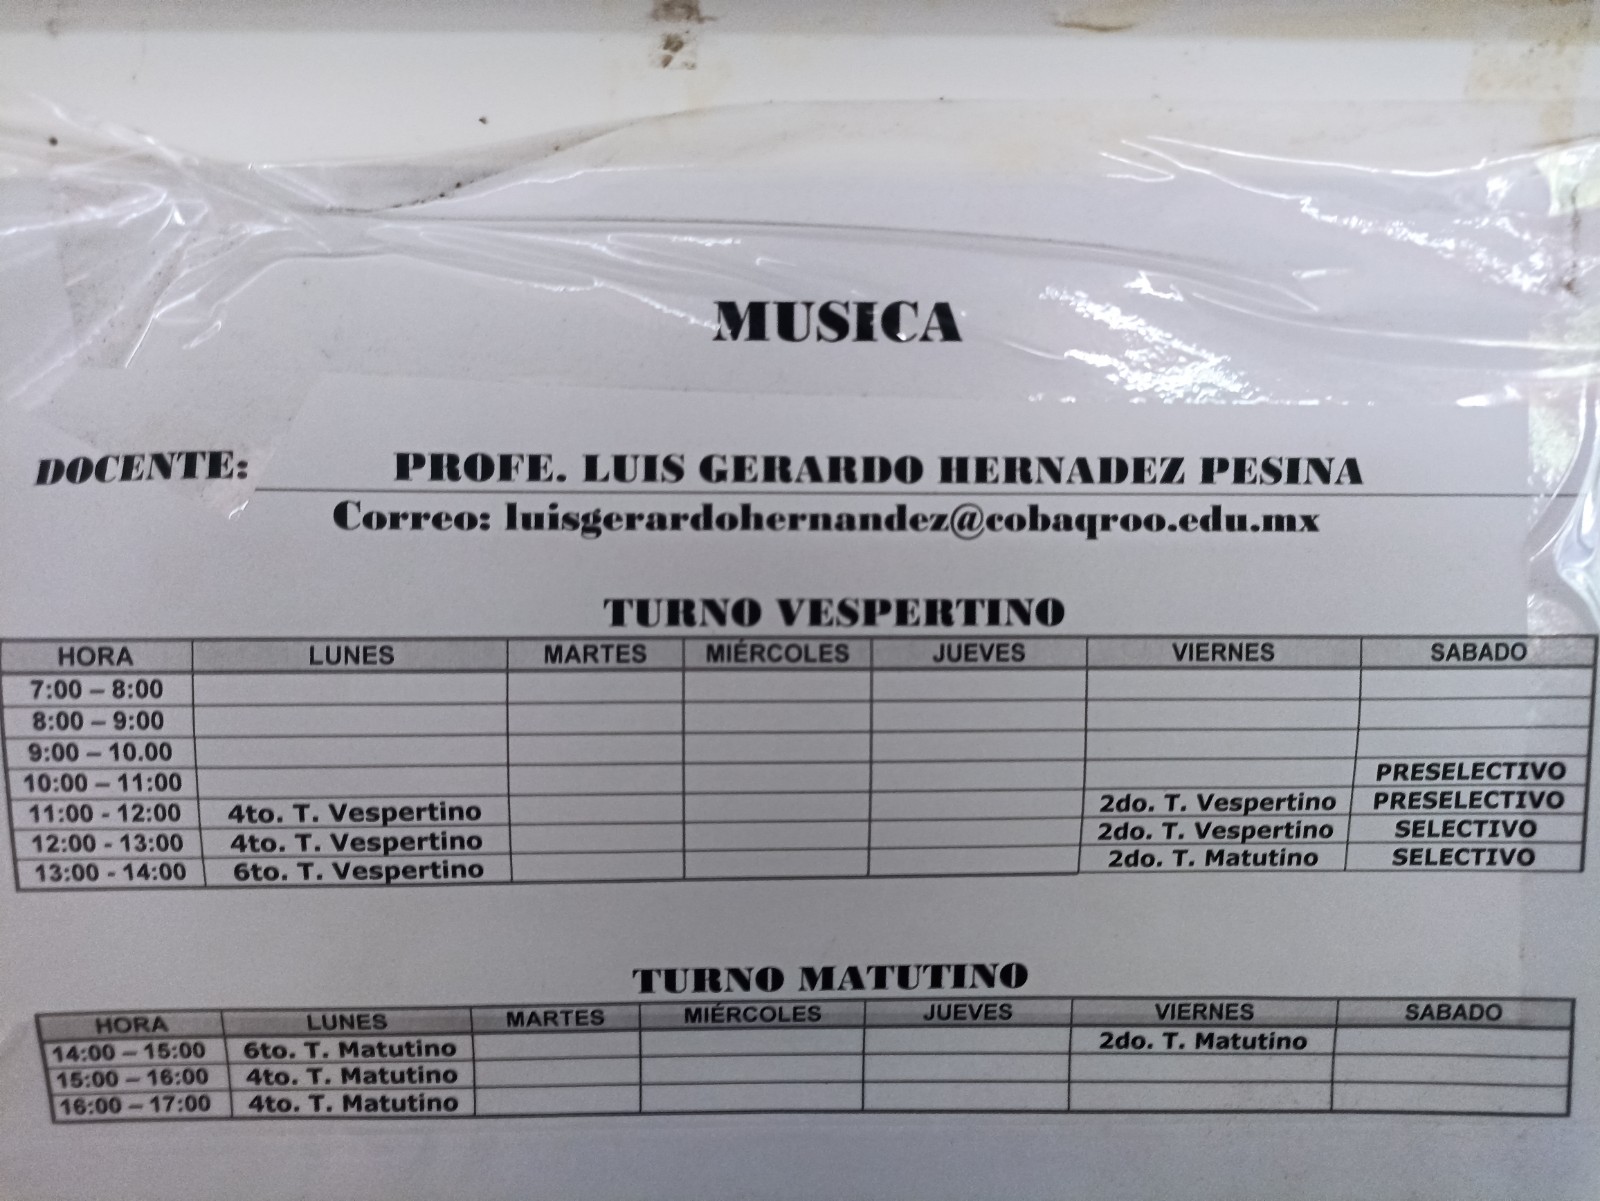 MUSICA
DOCENTE: PROFE. LUIS GERARDO HERNADEZ PESINA
Correo: luisgerardohernandez@cobaqroo.edu.mx
TURNO VESPERTINO
HORA LUNES MARTES MIÉRCOLES JUEVES VIERNES SABADO
7:00 – 8:00
8:00 – 9:00
9:00 – 10.00
10:00 – 11:00 PRESELECTIVO
11:00 - 12:00 4to. T. Vespertino 2do. T. Vespertino PRESELECTIVO
12:00 - 13:00 4to. T. Vespertino 2do. T. Vespertino SELECTIVO
13:00 - 14:00 6to. T. Vespertino 2do. T. Matutino SELECTIVO
TURNO MATUTINO
HORA LUNES MARTES MIÉRCOLES JUEVES VIERNES SABADO
14:00 – 15:00 6to. T. Matutino 2do. T. Matutino
15:00 – 16:00 4to. T. Matutino
16:00 – 17:00 4to. T. Matutino